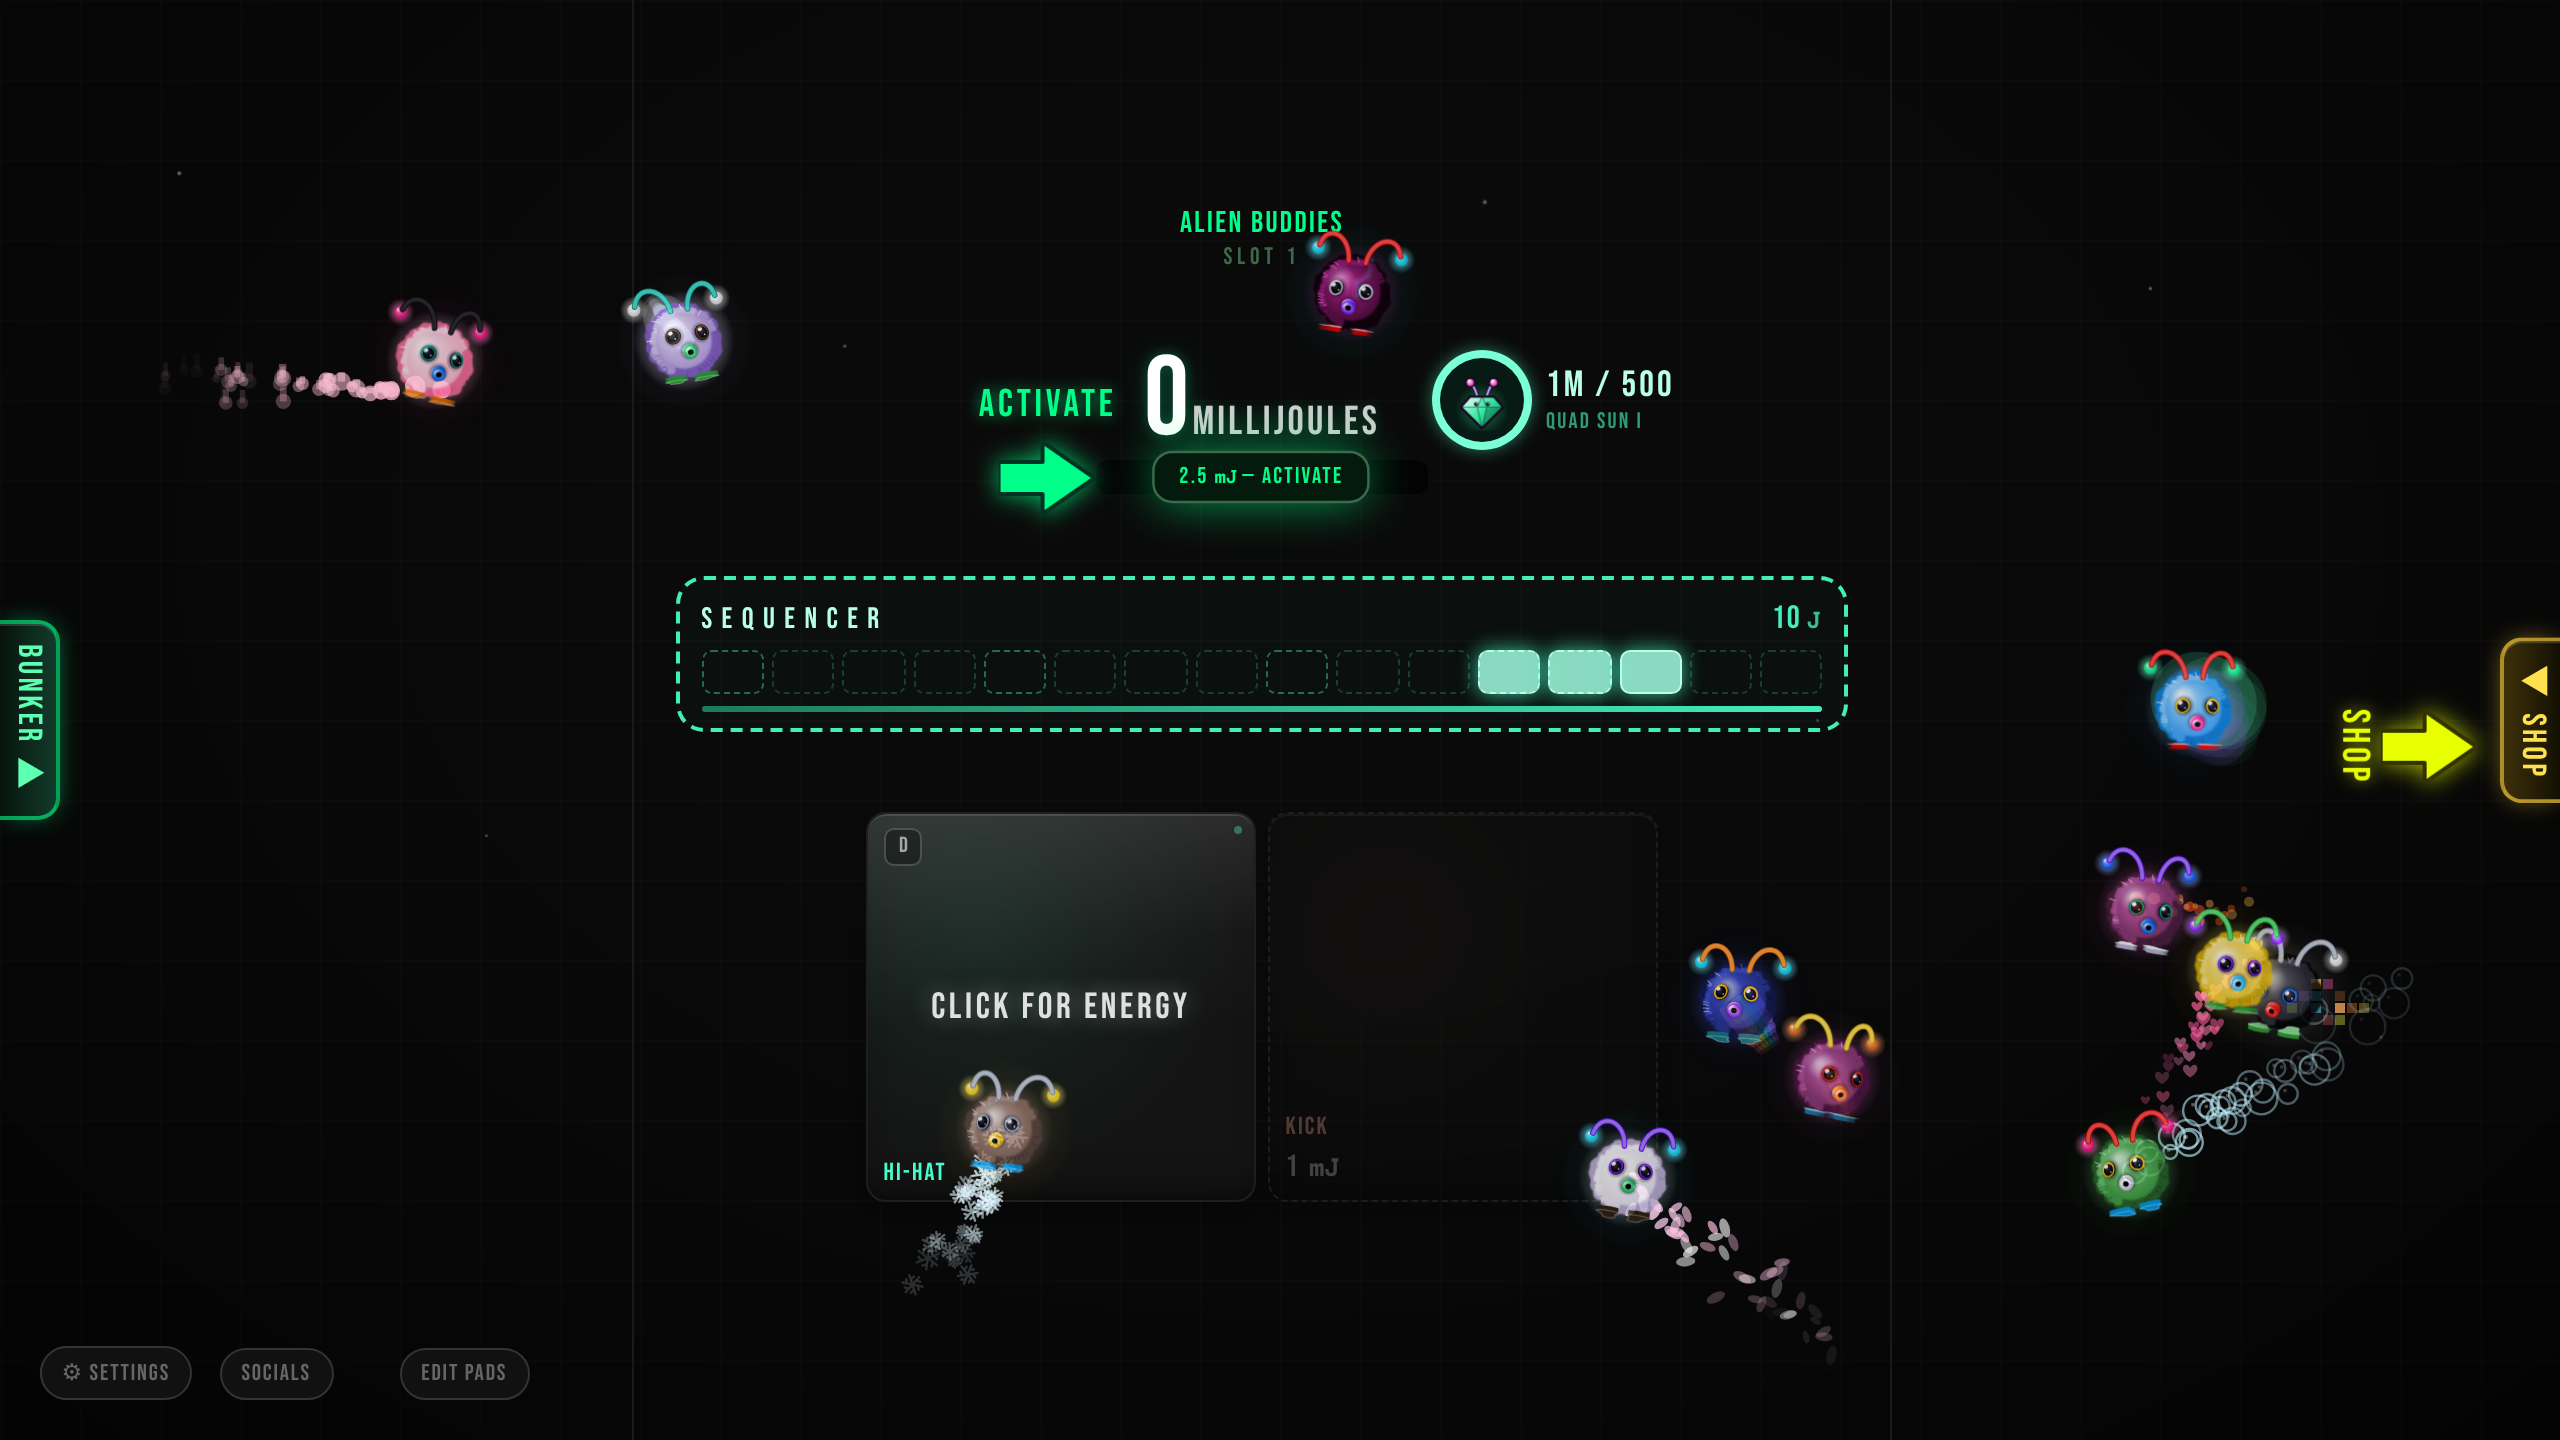 ALIEN BUDDIES
SLOT 1
ACTIVATE
0 MILLIJOULES
1M / 500
QUAD SUN I
2.5 mJ – ACTIVATE
SEQUENCER
10 J
BUNKER ▶
SHOP
◀ SHOP
D
CLICK FOR ENERGY
HI-HAT
KICK
1 mJ
⚙ SETTINGS
SOCIALS
EDIT PADS